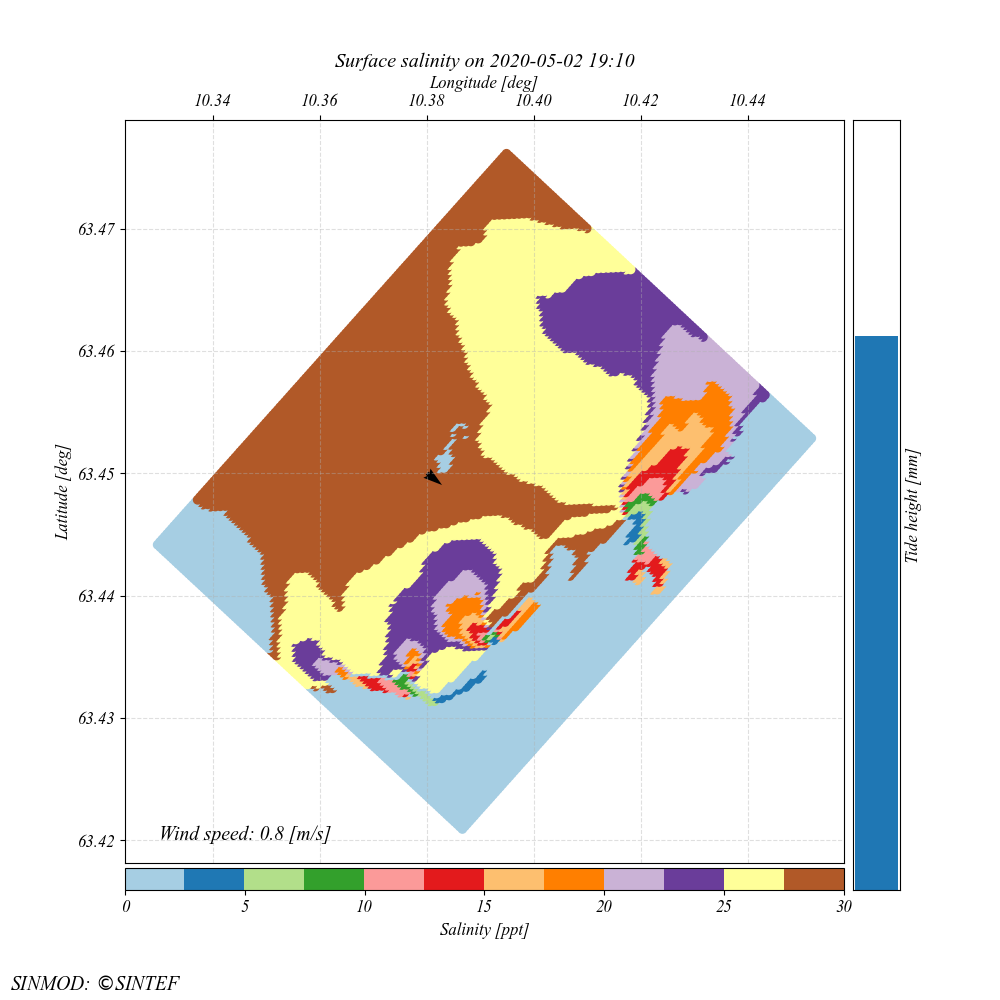 Surface salinity on 2020-05-02 19:10
Longitude [deg]
10.34 10.36 10.38 10.40 10.42 10.44
63.47
63.46
63.45
63.44
63.43
63.42
Latitude [deg]
Tide height [mm]
Wind speed: 0.8 [m/s]
0 5 10 15 20 25 30
Salinity [ppt]
SINMOD: ©SINTEF